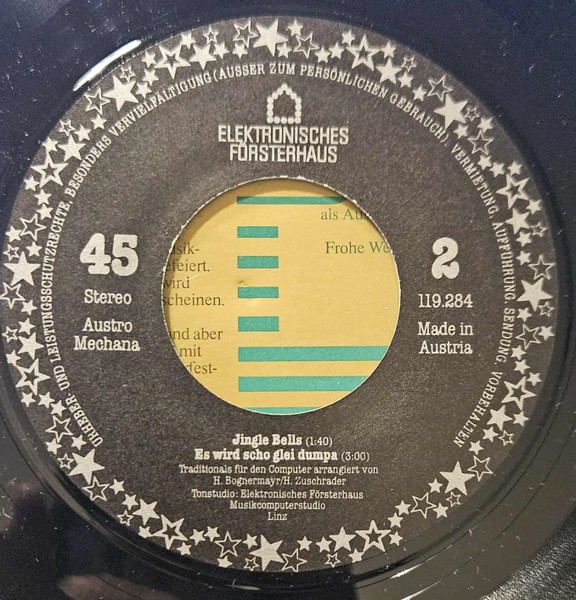 URHEBER- UND LEISTUNGSSCHUTZRECHTE, BESONDERS VERVIELFÄLTIGUNG (AUSSER ZUM PERSÖNLICHEN GEBRAUCH), VERMIETUNG, AUFFÜHRUNG, SENDUNG VORBEHALTEN
ELEKTRONISCHES
FÖRSTERHAUS
als Au
Frohe We
usik-
efeiert.
wird
scheinen.
nd aber
mit
rfest-
45
Stereo
Austro
Mechana
2
119.284
Made in
Austria
Jingle Bells (1:40)
Es wird scho glei dumpa (3:00)
Traditionals für den Computer arrangiert von
H. Bognermayr/H. Zuschrader
Tonstudio: Elektronisches Försterhaus
Musikcomputerstudio
Linz